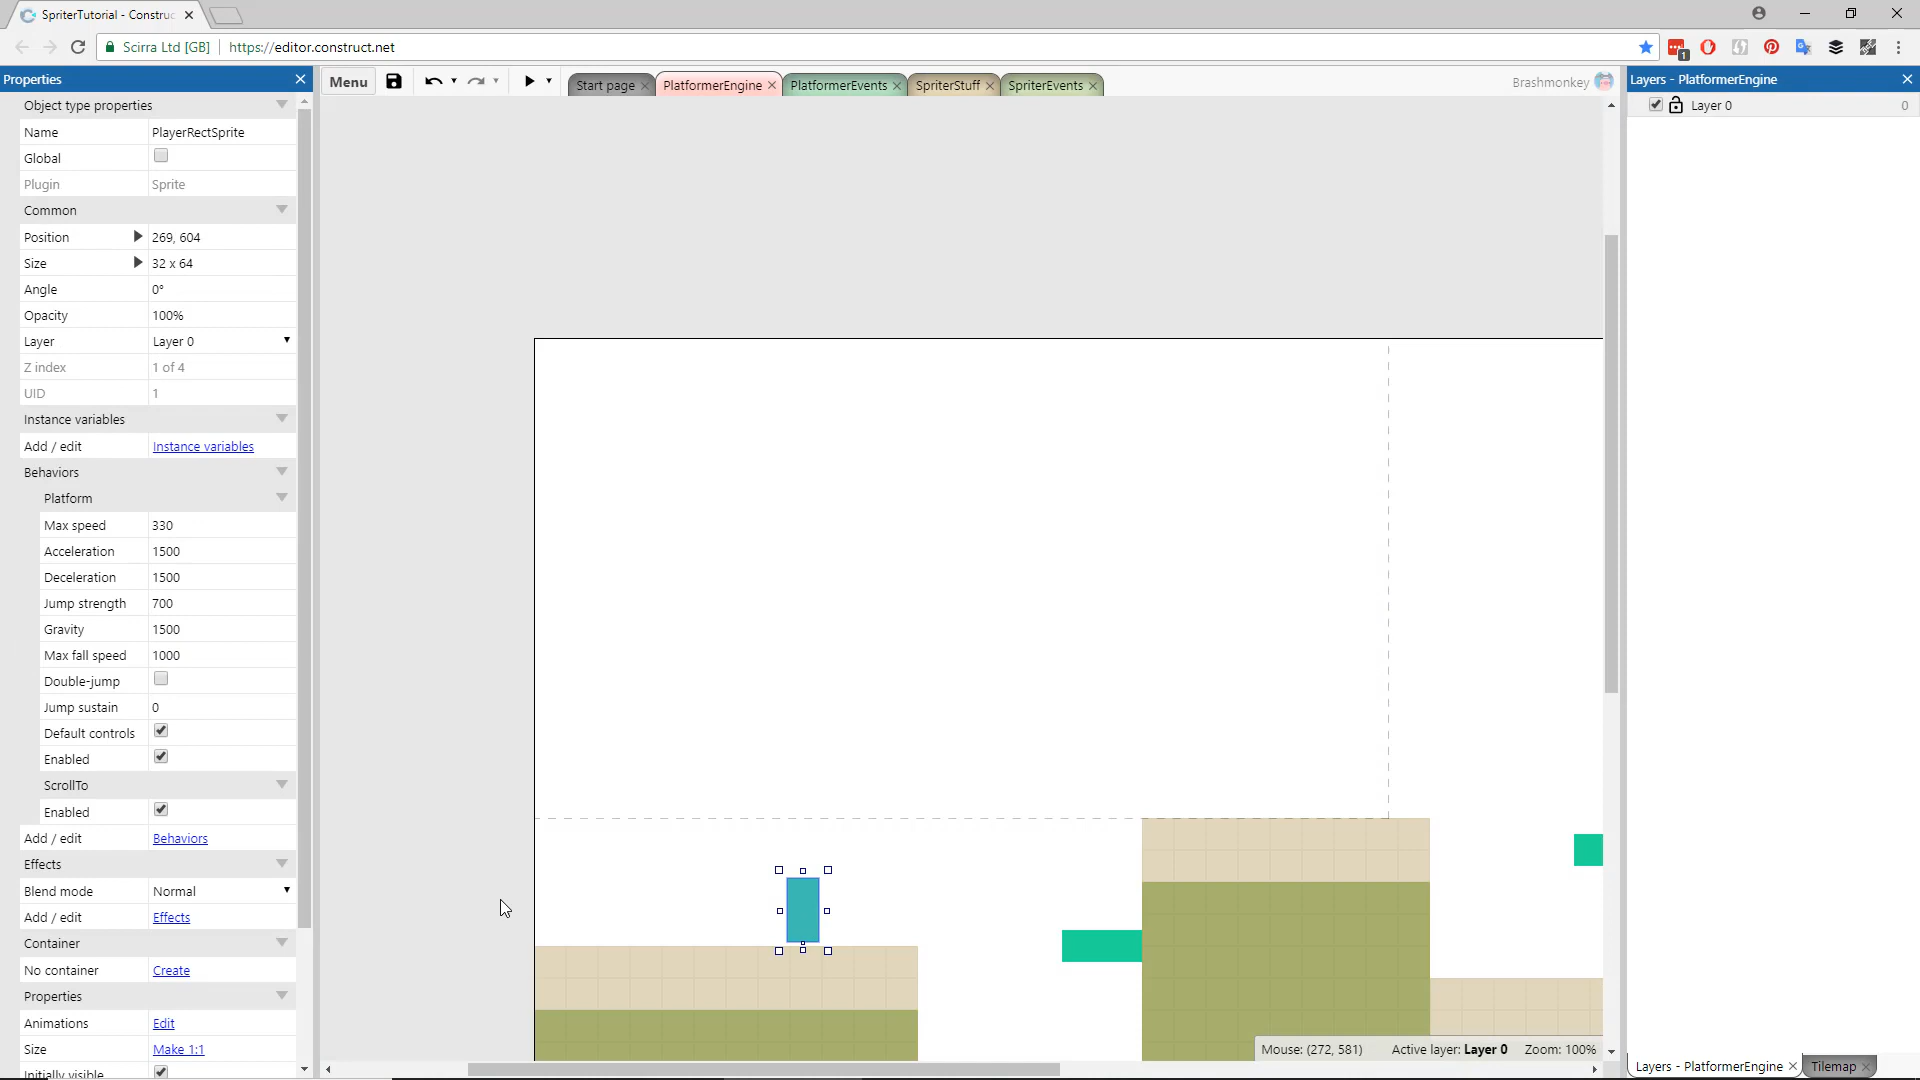 SpriterTutorial - Construc
Scirra Ltd [GB] https://editor.construct.net
1
Properties
Menu
Start page
PlatformerEngine
PlatformerEvents
SpriterStuff
SpriterEvents
Brashmonkey
Layers - PlatformerEngine
Layer 0 0
Object type properties
Name PlayerRectSprite
Global
Plugin Sprite
Common
Position 269, 604
Size 32 x 64
Angle 0°
Opacity 100%
Layer Layer 0
Z index 1 of 4
UID 1
Instance variables
Add / edit Instance variables
Behaviors
Platform
Max speed 330
Acceleration 1500
Deceleration 1500
Jump strength 700
Gravity 1500
Max fall speed 1000
Double-jump
Jump sustain 0
Default controls
Enabled
ScrollTo
Enabled
Add / edit Behaviors
Effects
Blend mode Normal
Add / edit Effects
Container
No container Create
Properties
Animations Edit
Size Make 1:1
Initially visible
Mouse: (272, 581) Active layer: Layer 0 Zoom: 100%
Layers - PlatformerEngine
Tilemap